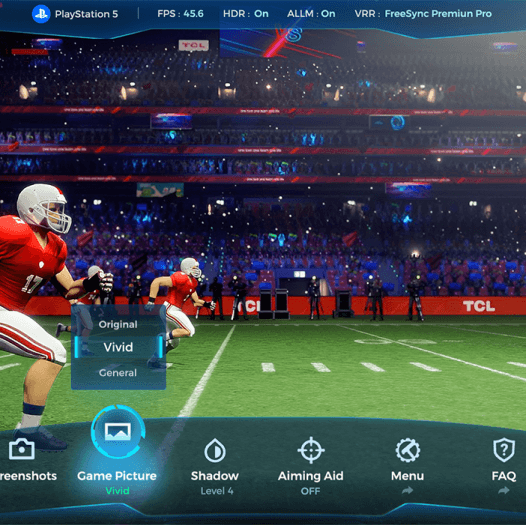 PlayStation 5 | FPS : 45.6 HDR : On ALLM : On VRR : FreeSync Premiun Pro
TCL
TCL
17
Original
Vivid
General
reenshots Game Picture Shadow Aiming Aid Menu FAQ
Vivid Level 4 OFF